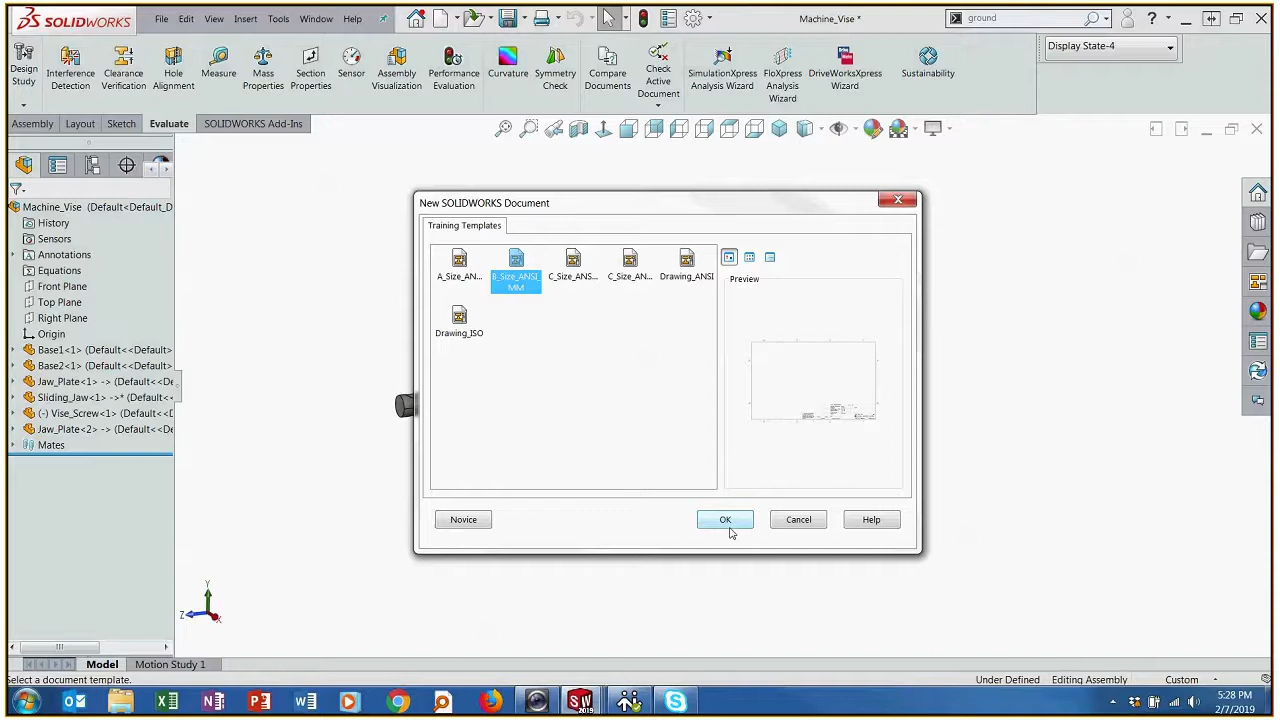 SOLIDWORKS
File Edit View Insert Tools Window Help
Machine_Vise *
ground
Design Study
Interference Detection
Clearance Verification
Hole Alignment
Measure
Mass Properties
Section Properties
Sensor
Assembly Visualization
Performance Evaluation
Curvature
Symmetry Check
Compare Documents
Check Active Document
SimulationXpress Analysis Wizard
FloXpress Analysis Wizard
DriveWorksXpress Wizard
Sustainability
Display State-4
Assembly Layout Sketch Evaluate SOLIDWORKS Add-Ins
Machine_Vise (Default<Default_D
History
Sensors
Annotations
Equations
Front Plane
Top Plane
Right Plane
Origin
Base1<1> (Default<<Default>
Base2<1> (Default<<Default>
Jaw_Plate<1> -> (Default<<De
Sliding_Jaw<1> ->* (Default<
(-) Vise_Screw<1> (Default<<D
Jaw_Plate<2> -> (Default<<De
Mates
New SOLIDWORKS Document
Training Templates
A_Size_AN...
B_Size_ANSI_
MM
C_Size_ANS...
C_Size_AN...
Drawing_ANSI
Drawing_ISO
Preview
Novice OK Cancel Help
Y
Z
X
Model Motion Study 1
Select a document template.
Under Defined Editing Assembly Custom
SW
2019
5:28 PM
2/7/2019